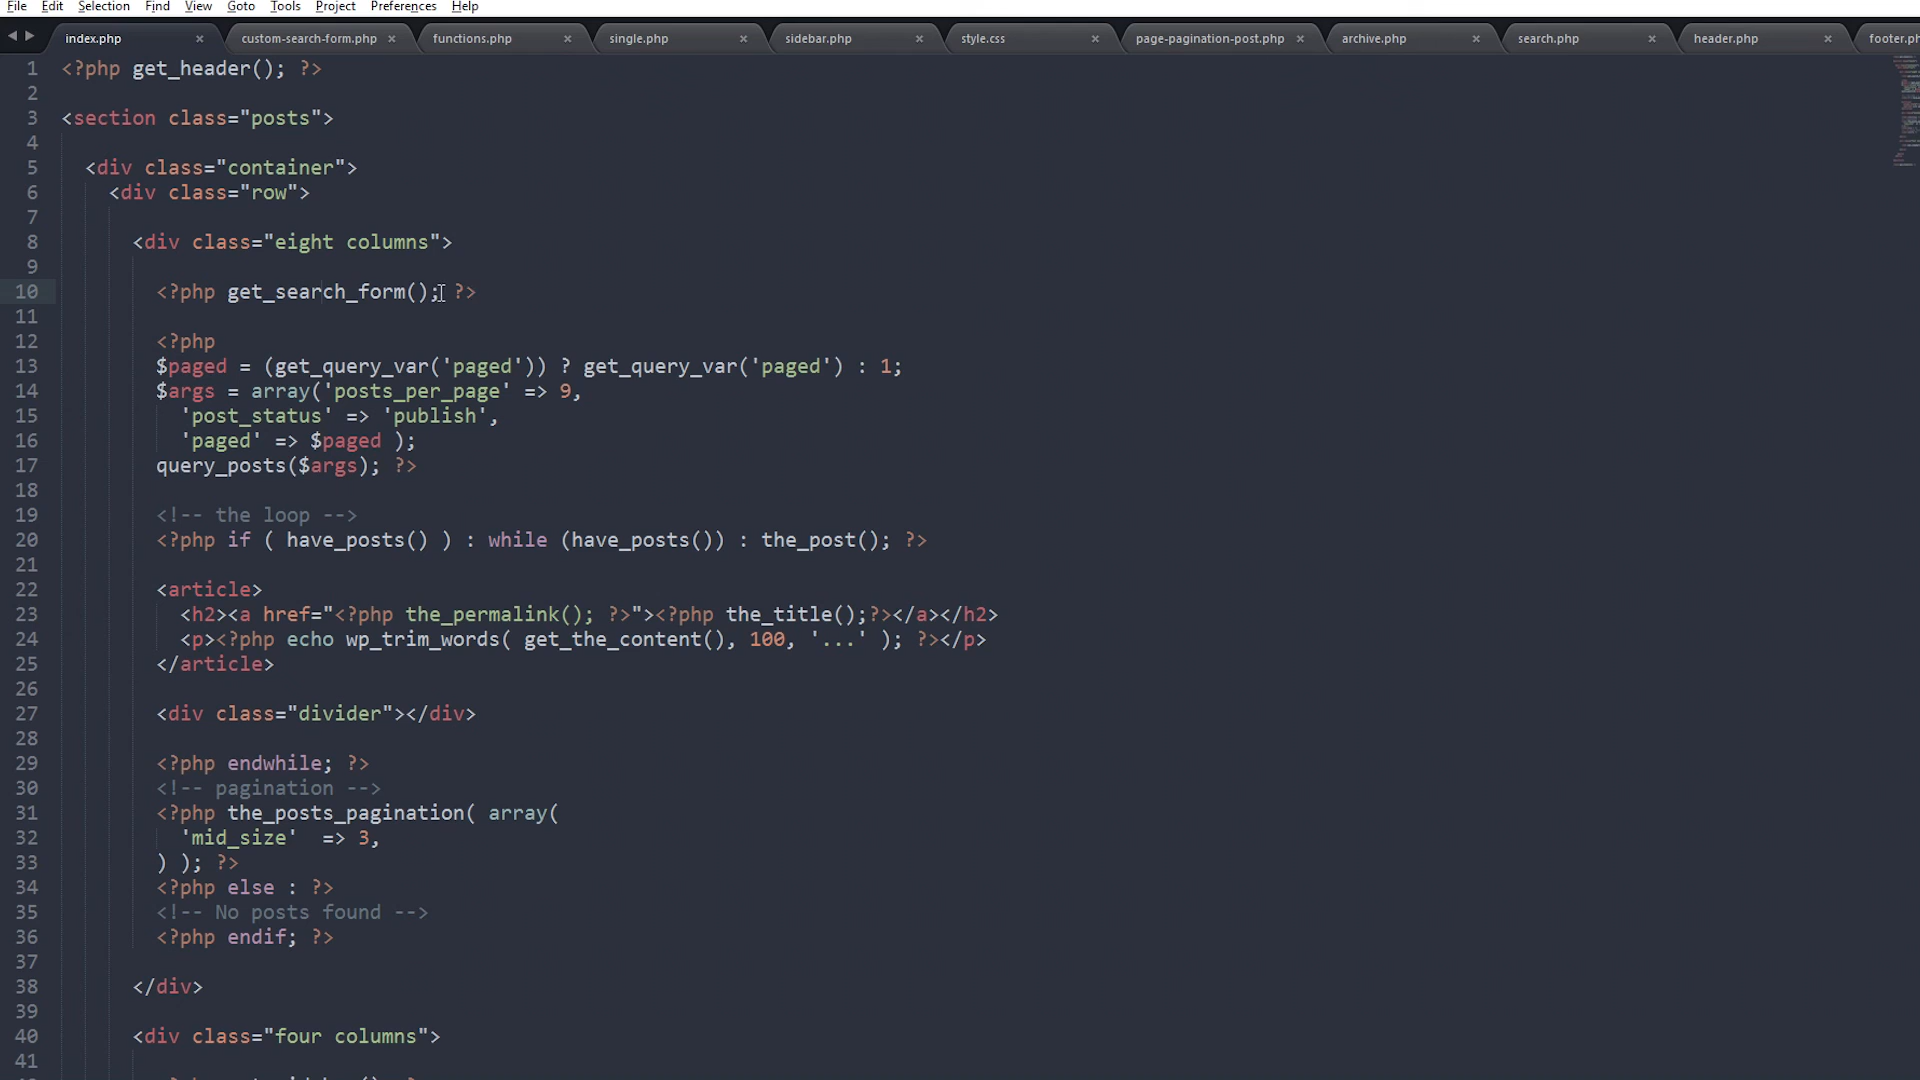 File Edit Selection Find View Goto Tools Project Preferences Help
index.php custom-search-form.php functions.php single.php sidebar.php style.css page-pagination-post.php archive.php search.php header.php footer.ph
1 <?php get_header(); ?>
2
3 <section class="posts">
4
5 <div class="container">
6 <div class="row">
7
8 <div class="eight columns">
9
10 <?php get_search_form(); ?>
11
12 <?php
13 $paged = (get_query_var('paged')) ? get_query_var('paged') : 1;
14 $args = array('posts_per_page' => 9,
15 'post_status' => 'publish',
16 'paged' => $paged );
17 query_posts($args); ?>
18
19 <!-- the loop -->
20 <?php if ( have_posts() ) : while (have_posts()) : the_post(); ?>
21
22 <article>
23 <h2><a href="<?php the_permalink(); ?>"><?php the_title();?></a></h2>
24 <p><?php echo wp_trim_words( get_the_content(), 100, '...' ); ?></p>
25 </article>
26
27 <div class="divider"></div>
28
29 <?php endwhile; ?>
30 <!-- pagination -->
31 <?php the_posts_pagination( array(
32 'mid_size'  => 3,
33 ) ); ?>
34 <?php else : ?>
35 <!-- No posts found -->
36 <?php endif; ?>
37
38 </div>
39
40 <div class="four columns">
41